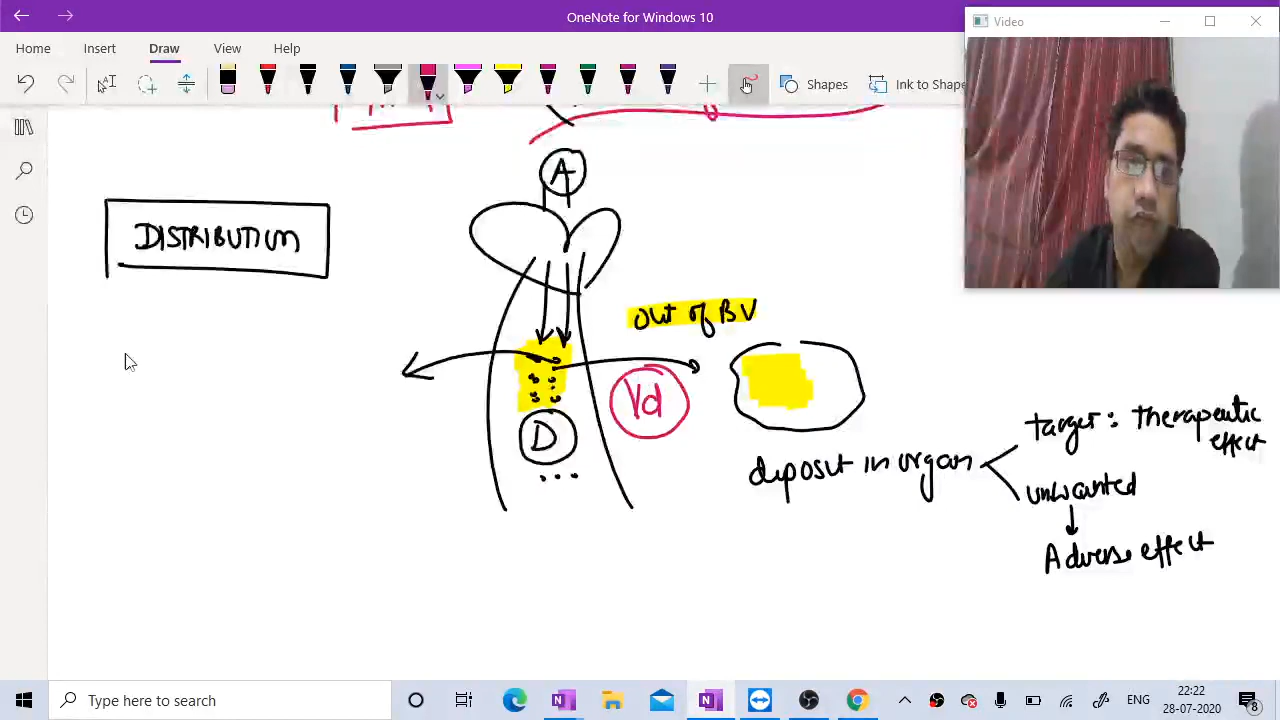 OneNote for Windows 10
Video
Home Insert Draw View Help
Shapes
Ink to Shape
A
DISTRIBUTION
out of BV
Vd
D
target: therapeutic
effect
deposit in organ
unwanted
Adverse effect
Type here to search
ENG
22:22
28-07-2020
8